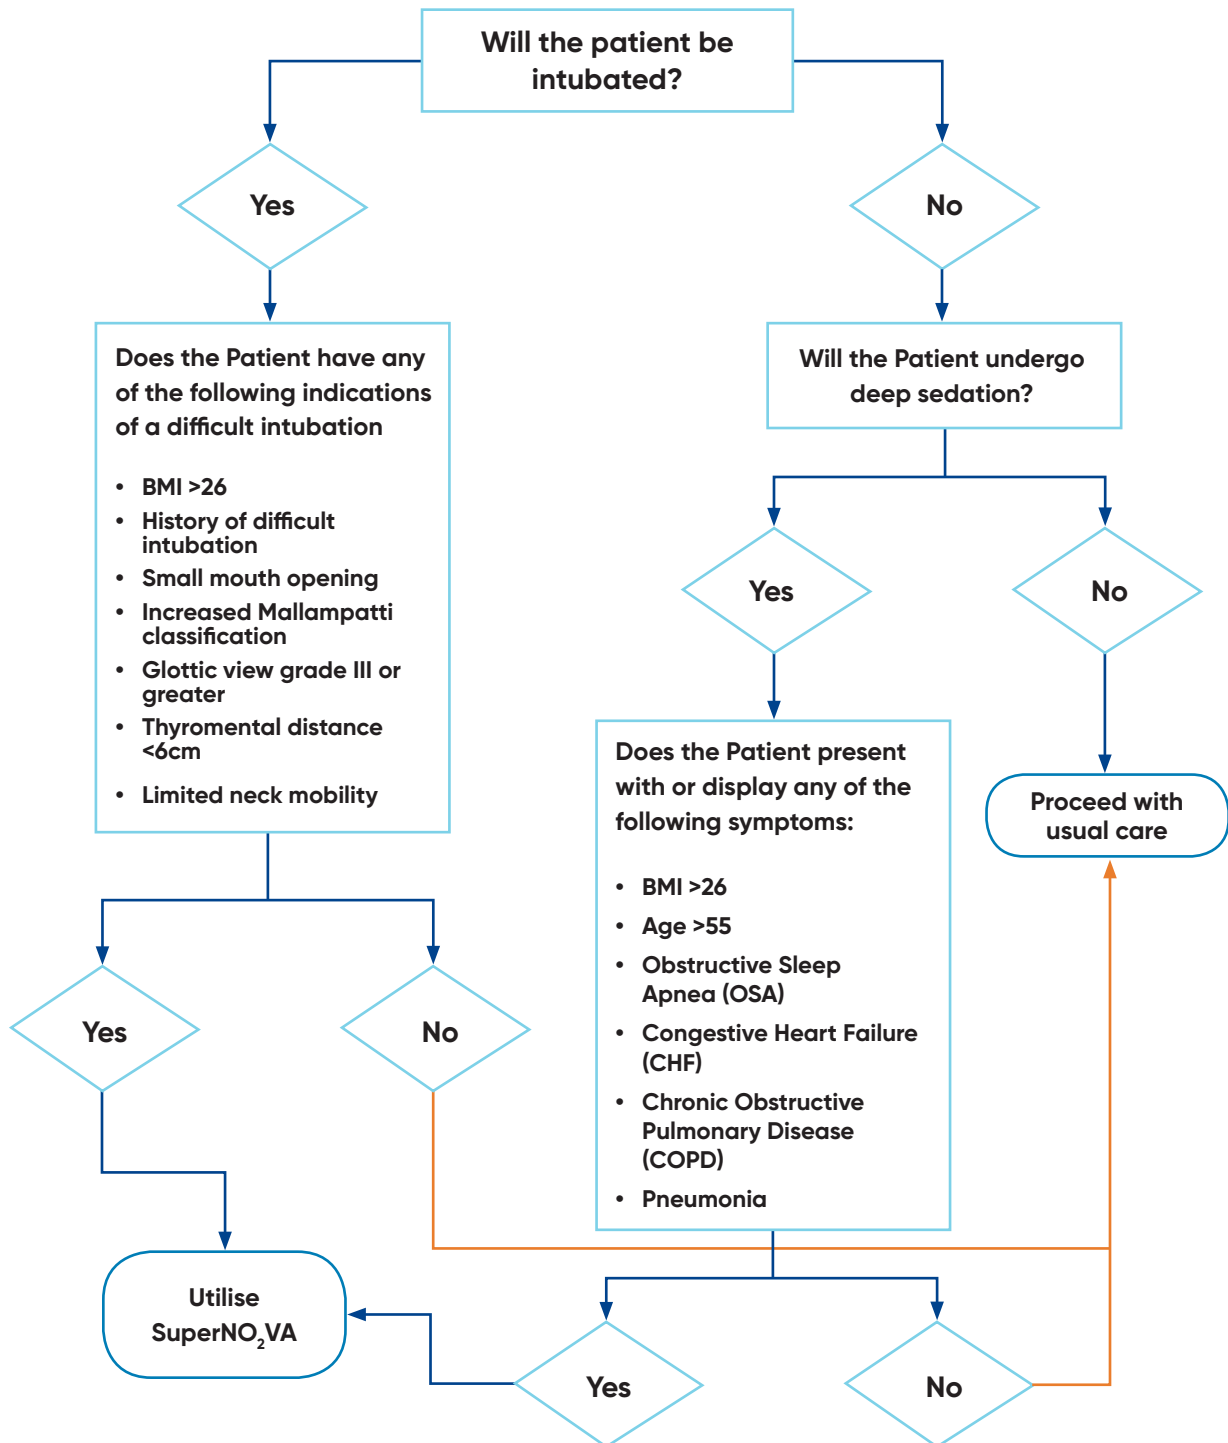 Will the patient be
intubated?
Yes
No
Does the Patient have any
of the following indications
of a difficult intubation
• BMI >26
• History of difficult
intubation
• Small mouth opening
• Increased Mallampatti
classification
• Glottic view grade III or
greater
• Thyromental distance
<6cm
• Limited neck mobility
Will the Patient undergo
deep sedation?
Yes
No
Does the Patient present
with or display any of the
following symptoms:
• BMI >26
• Age >55
• Obstructive Sleep
Apnea (OSA)
• Congestive Heart Failure
(CHF)
• Chronic Obstructive
Pulmonary Disease
(COPD)
• Pneumonia
Proceed with
usual care
Yes
No
Utilise
SuperNO₂VA
Yes
No